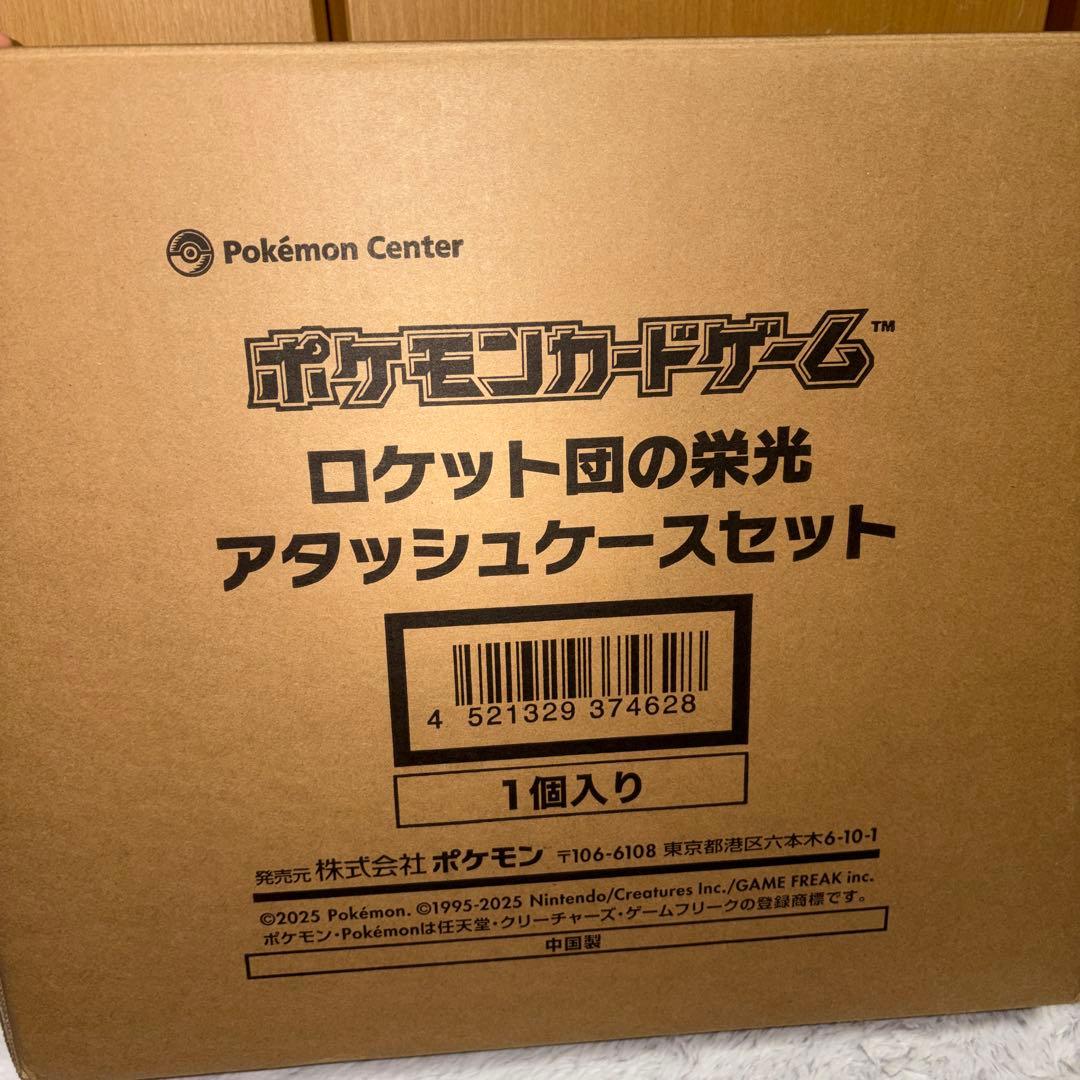 Pokémon Center
ポケモンカードゲーム™
ロケット団の栄光
アタッシュケースセット
4 521329 374628
1個入り
発売元 株式会社 ポケモン 〒106-6108 東京都港区六本木6-10-1
©2025 Pokémon. ©1995-2025 Nintendo/Creatures Inc./GAME FREAK inc.
ポケモン・Pokémonは任天堂・クリーチャーズ・ゲームフリークの登録商標です。
中国製